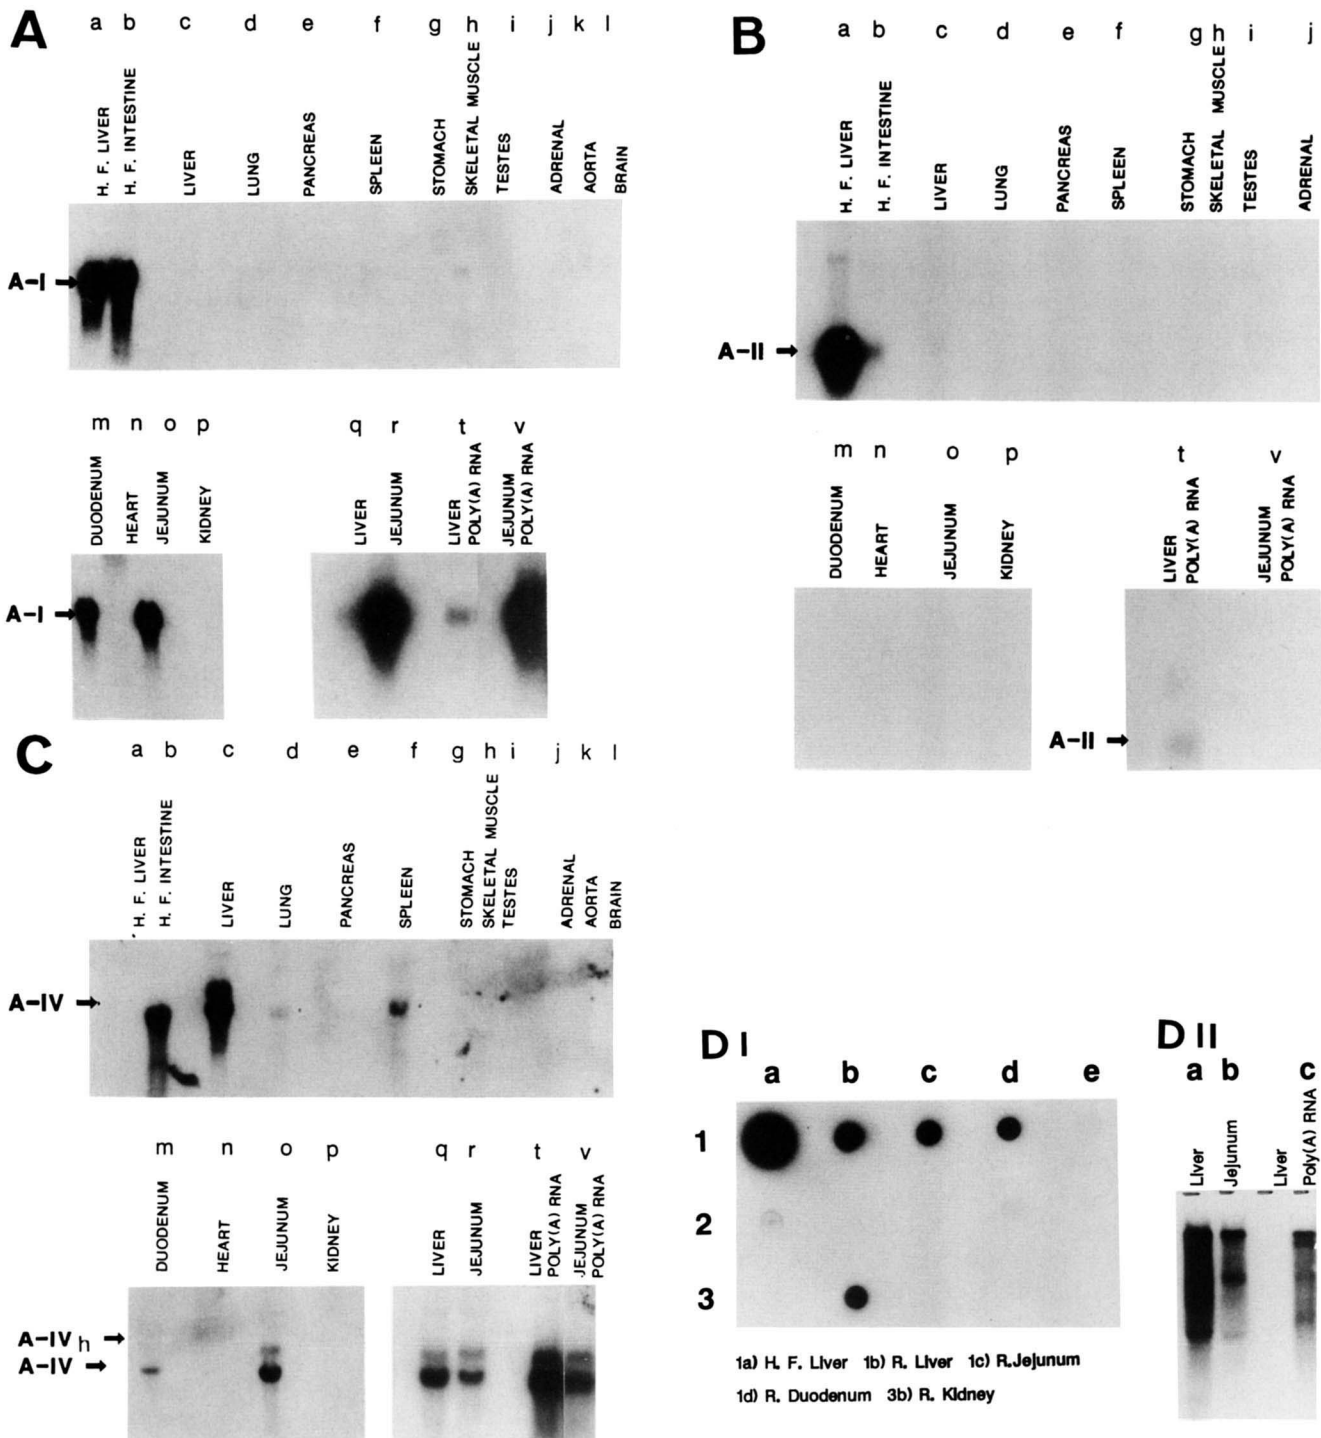 A
a b c d e f g h i j k l
H. F. LIVER
H. F. INTESTINE
LIVER
LUNG
PANCREAS
SPLEEN
STOMACH
SKELETAL MUSCLE
TESTES
ADRENAL
AORTA
BRAIN
A-I
m n o p
DUODENUM
HEART
JEJUNUM
KIDNEY
q r t v
LIVER
JEJUNUM
LIVER
POLY(A) RNA
JEJUNUM
POLY(A) RNA
A-I
B
a b c d e f g h i j
H. F. LIVER
H. F. INTESTINE
LIVER
LUNG
PANCREAS
SPLEEN
STOMACH
SKELETAL MUSCLE
TESTES
ADRENAL
A-II
m n o p
DUODENUM
HEART
JEJUNUM
KIDNEY
t v
LIVER
POLY(A) RNA
JEJUNUM
POLY(A) RNA
A-II
C
a b c d e f g h i j k l
H. F. LIVER
H. F. INTESTINE
LIVER
LUNG
PANCREAS
SPLEEN
STOMACH
SKELETAL MUSCLE
TESTES
ADRENAL
AORTA
BRAIN
A-IV
m n o p
DUODENUM
HEART
JEJUNUM
KIDNEY
q r t v
LIVER
JEJUNUM
LIVER
POLY(A) RNA
JEJUNUM
POLY(A) RNA
A-IV h
A-IV
D I
a b c d e
1
2
3
1a) H. F. Liver 1b) R. Liver 1c) R.Jejunum
1d) R. Duodenum 3b) R. Kidney
D II
a b c
Liver
Jejunum
Liver
Poly(A) RNA